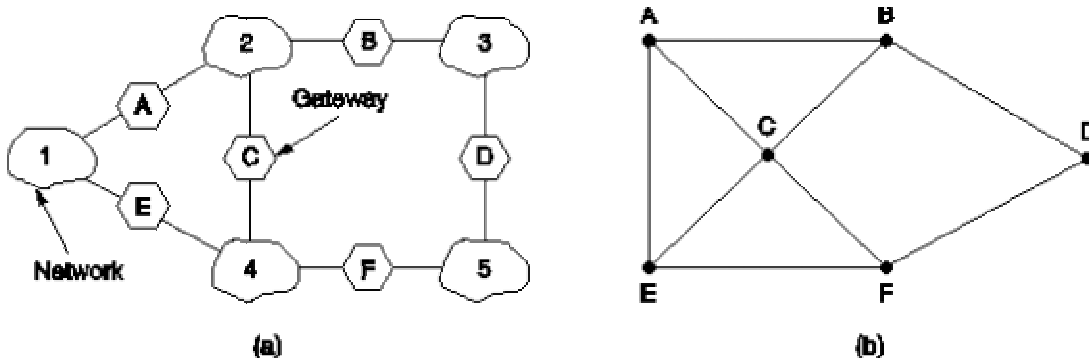 2 B 3
A
Gateway
1 C D
E
Network
4 F 5
(a)
A B
C
D
E F
(b)